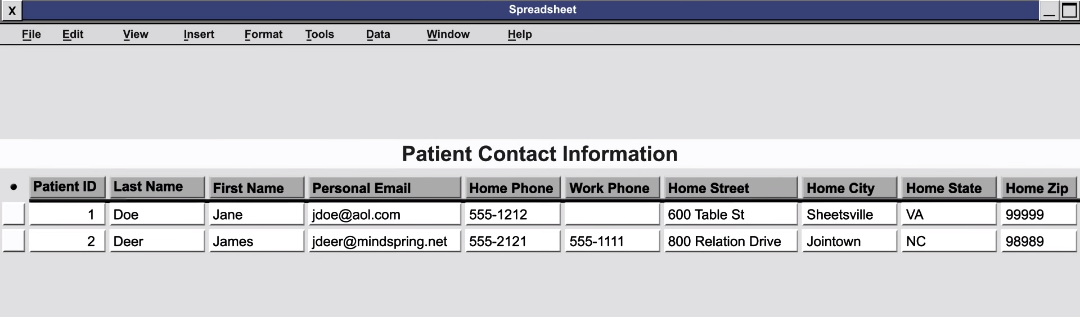 X Spreadsheet
File Edit View Insert Format Tools Data Window Help
Patient Contact Information
Patient ID Last Name First Name Personal Email Home Phone Work Phone Home Street Home City Home State Home Zip
1 Doe Jane jdoe@aol.com 555-1212 600 Table St Sheetsville VA 99999
2 Deer James jdeer@mindspring.net 555-2121 555-1111 800 Relation Drive Jointown NC 98989